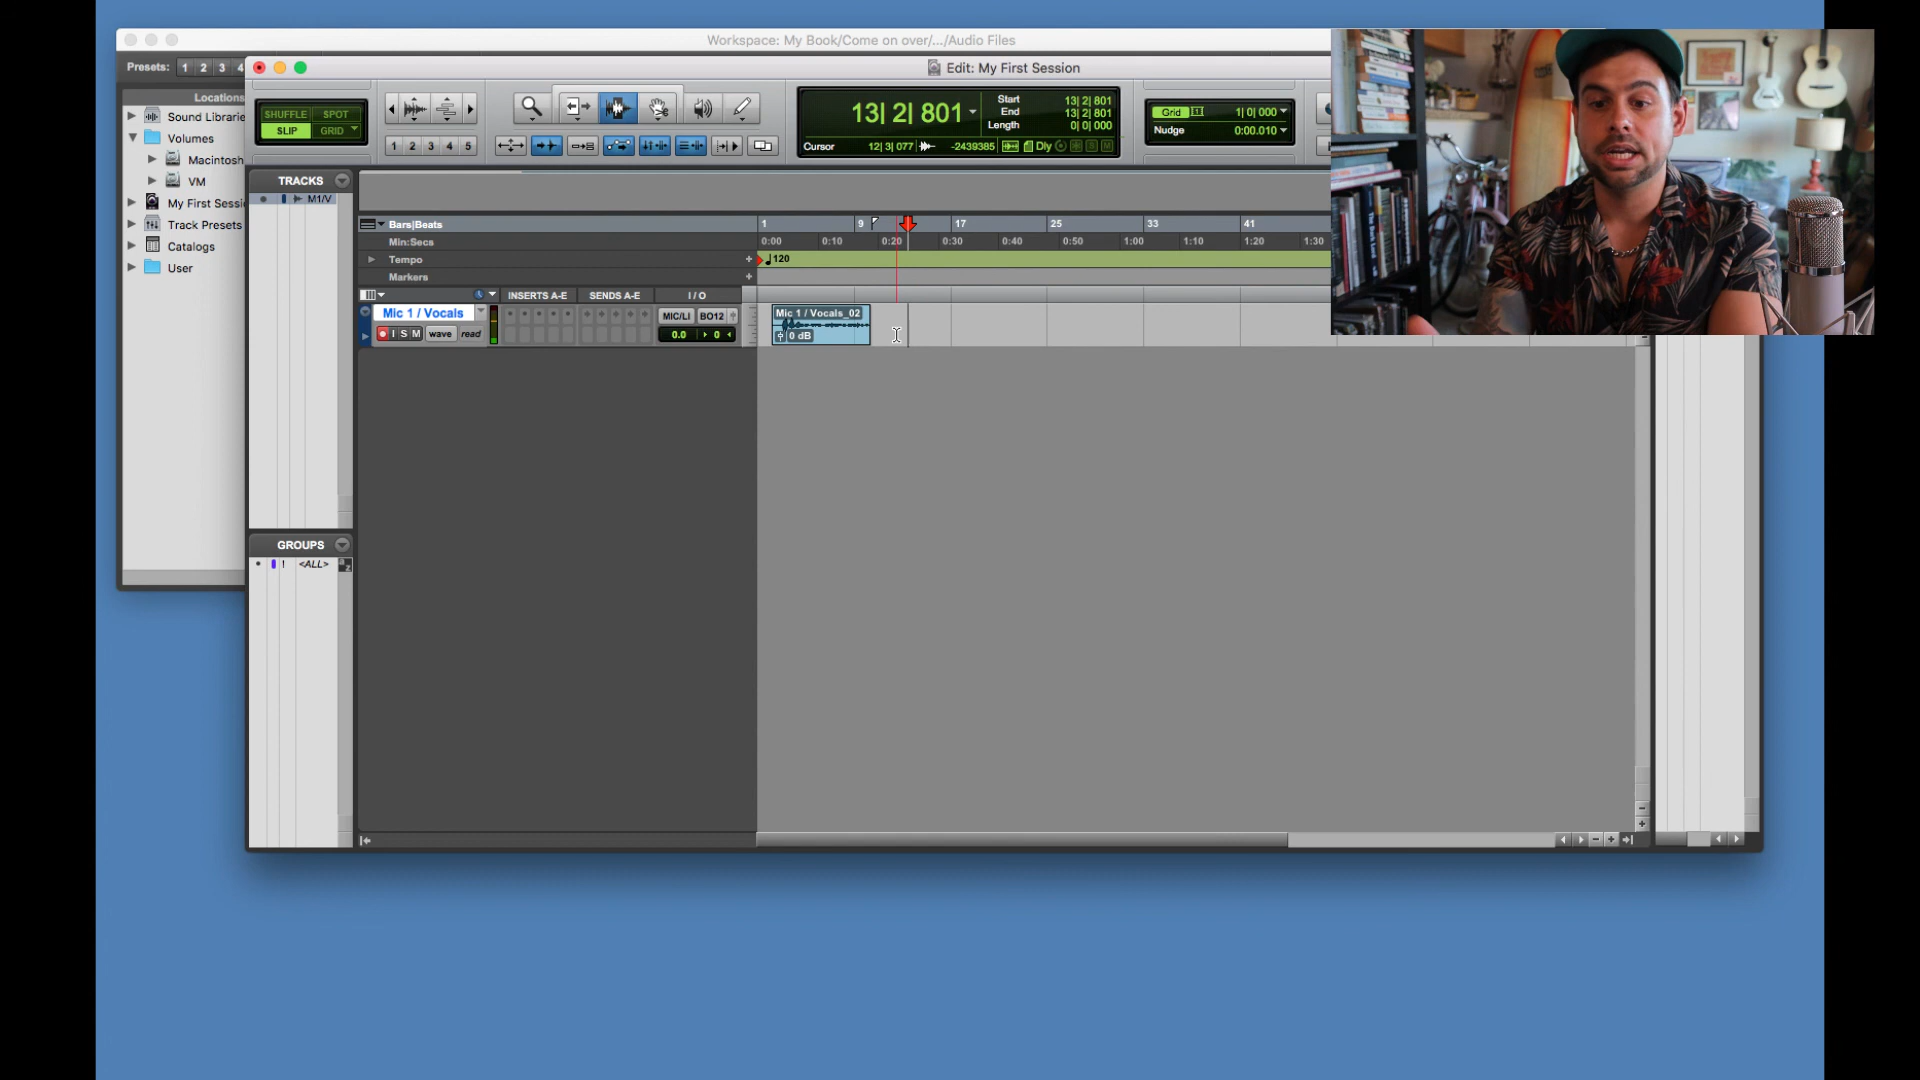 Workspace: My Book/Come on over/.../Audio Files
Presets: 1 2 3 4
Edit: My First Session
Locations
Sound Librarie
Volumes
Macintosh
VM
My First Sessi
Track Presets
Catalogs
User
SHUFFLE SPOT
SLIP GRID
1 2 3 4 5
13| 2| 801
Start 13| 2| 801
End 13| 2| 801
Length 0| 0| 000
Cursor 12| 3| 077 -2439385 Dly S M
Grid 1| 0| 000
Nudge 0:00.010
TRACKS
M1/V
GROUPS
! <ALL>
Bars|Beats 1 9 17 25 33 41
Min:Secs 0:00 0:10 0:20 0:30 0:40 0:50 1:00 1:10 1:20 1:30
Tempo 120
Markers
INSERTS A-E SENDS A-E I / O
Mic 1 / Vocals MIC/LI BO12
I S M wave read 0.0 0
Mic 1 / Vocals_02
0 dB